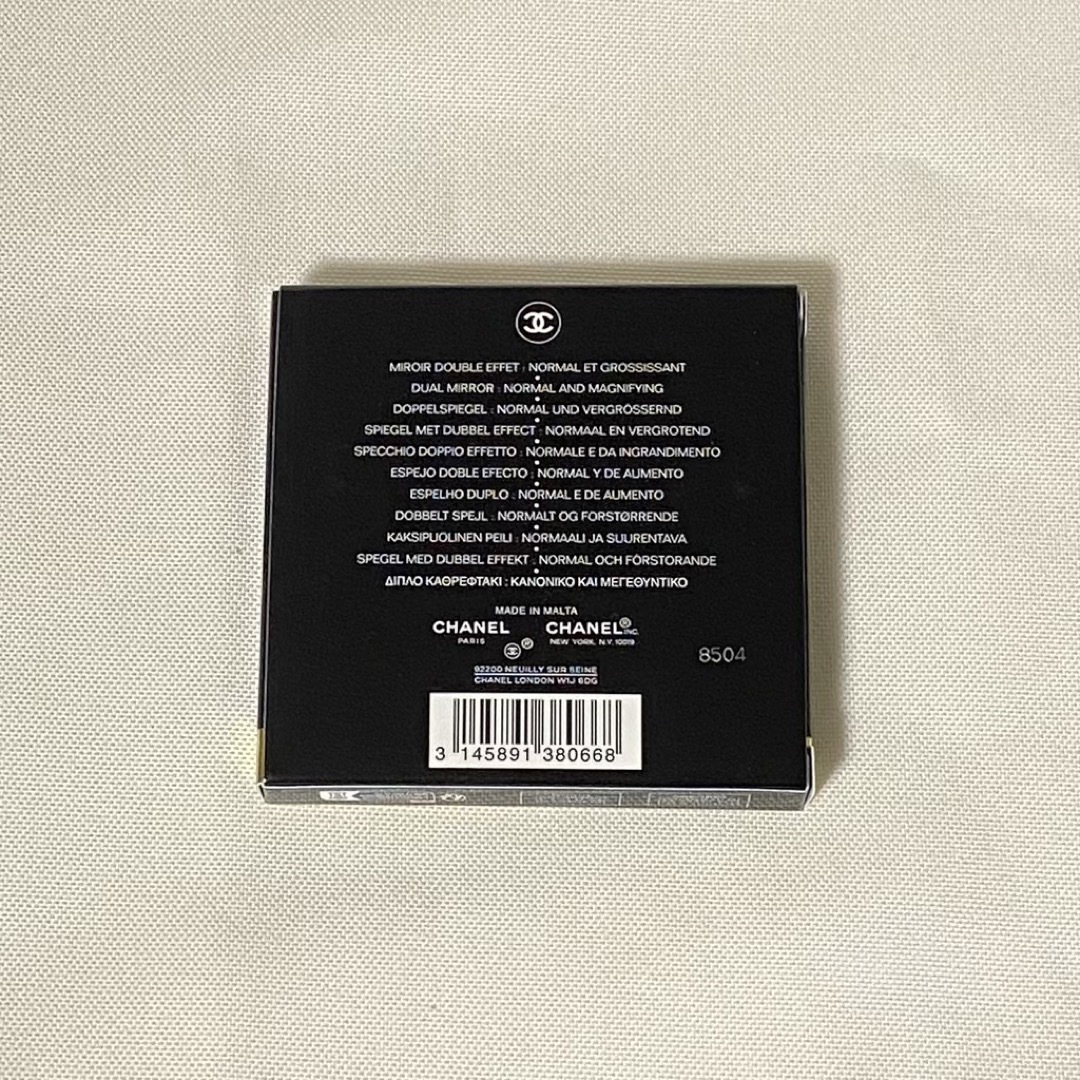 MIROIR DOUBLE EFFET : NORMAL ET GROSSISSANT
DUAL MIRROR : NORMAL AND MAGNIFYING
DOPPELSPIEGEL : NORMAL UND VERGRÖSSERND
SPIEGEL MET DUBBEL EFFECT : NORMAAL EN VERGROTEND
SPECCHIO DOPPIO EFFETTO : NORMALE E DA INGRANDIMENTO
ESPEJO DOBLE EFECTO : NORMAL Y DE AUMENTO
ESPELHO DUPLO : NORMAL E DE AUMENTO
DOBBELT SPEJL : NORMALT OG FORSTØRRENDE
KAKSIPUOLINEN PEILI : NORMAALI JA SUURENTAVA
SPEGEL MED DUBBEL EFFEKT : NORMAL OCH FÖRSTORANDE
ΔΙΠΛΟ ΚΑΘΡΕΦΤΑΚΙ : ΚΑΝΟΝΙΚΟ ΚΑΙ ΜΕΓΕΘΥΝΤΙΚΟ
MADE IN MALTA
CHANEL CHANEL® INC.
PARIS ® NEW YORK, N.Y. 10019
8504
92200 NEUILLY SUR SEINE
CHANEL LONDON W1J 6DG
3 145891 380668